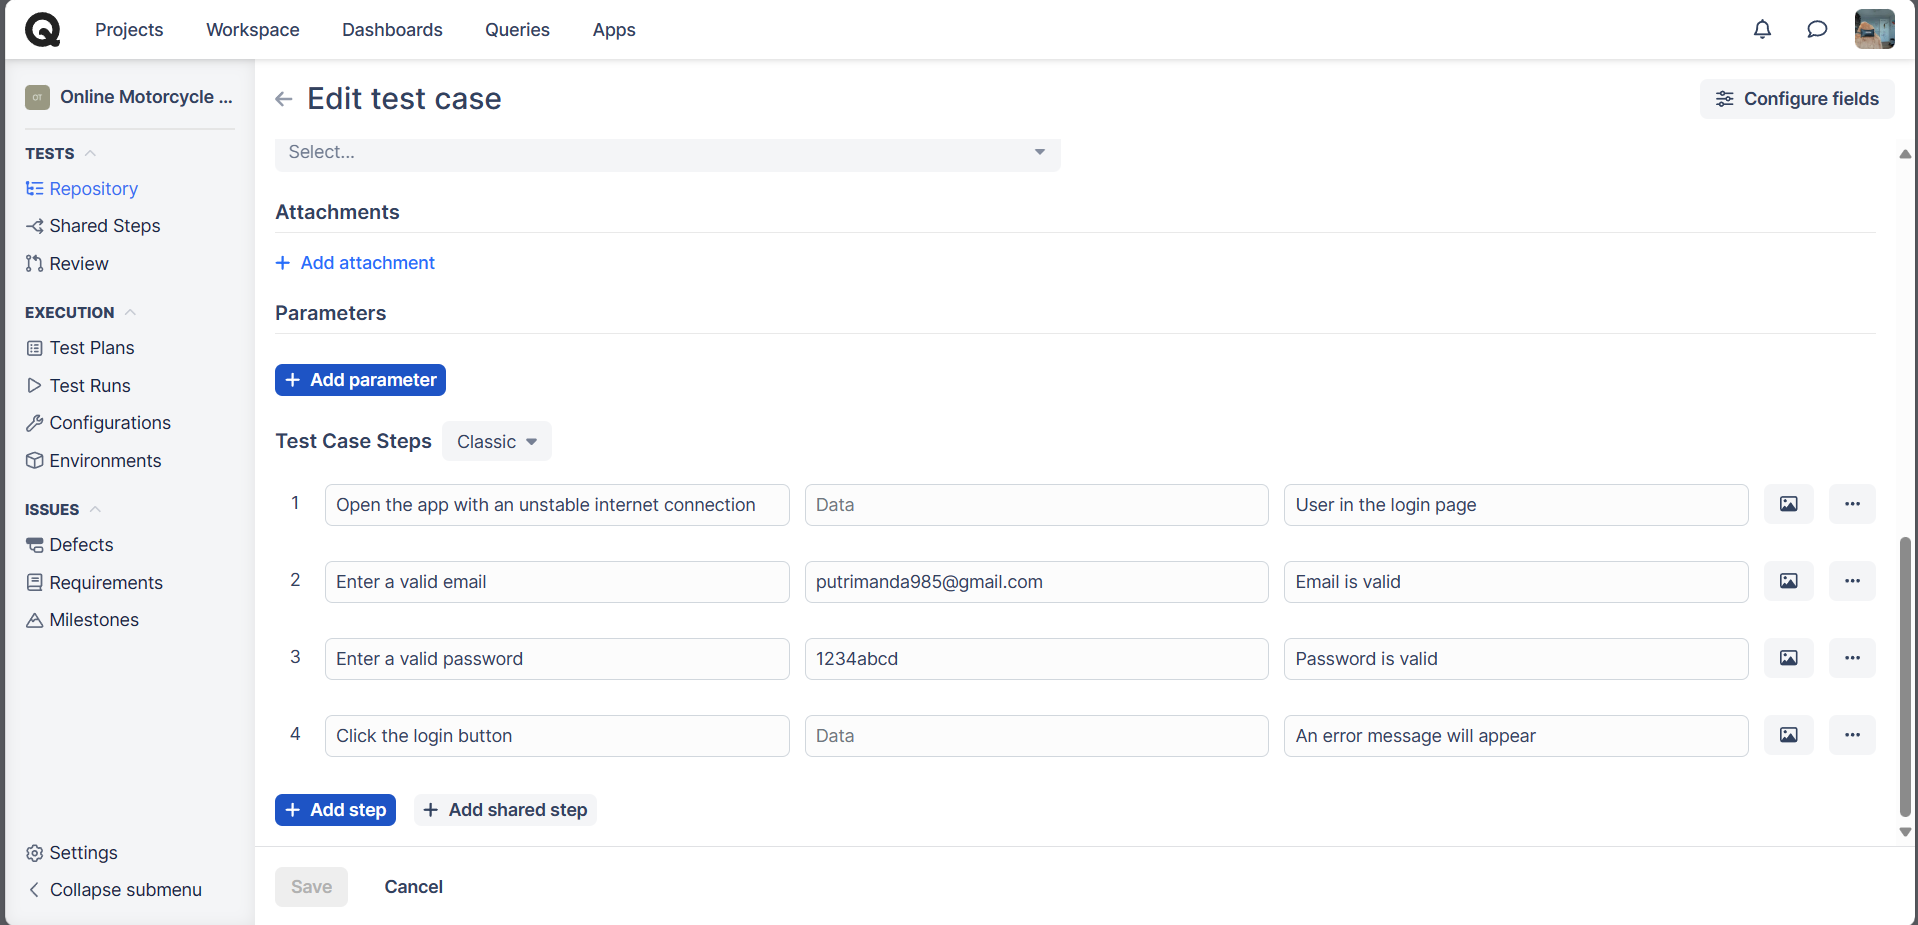 Projects Workspace Dashboards Queries Apps
OT Online Motorcycle ...
Edit test case
Configure fields
TESTS
Repository
Shared Steps
Review
EXECUTION
Test Plans
Test Runs
Configurations
Environments
ISSUES
Defects
Requirements
Milestones
Settings
Collapse submenu
Select...
Attachments
+ Add attachment
Parameters
+ Add parameter
Test Case Steps Classic
1 Open the app with an unstable internet connection Data User in the login page
2 Enter a valid email putrimanda985@gmail.com Email is valid
3 Enter a valid password 1234abcd Password is valid
4 Click the login button Data An error message will appear
+ Add step + Add shared step
Save Cancel